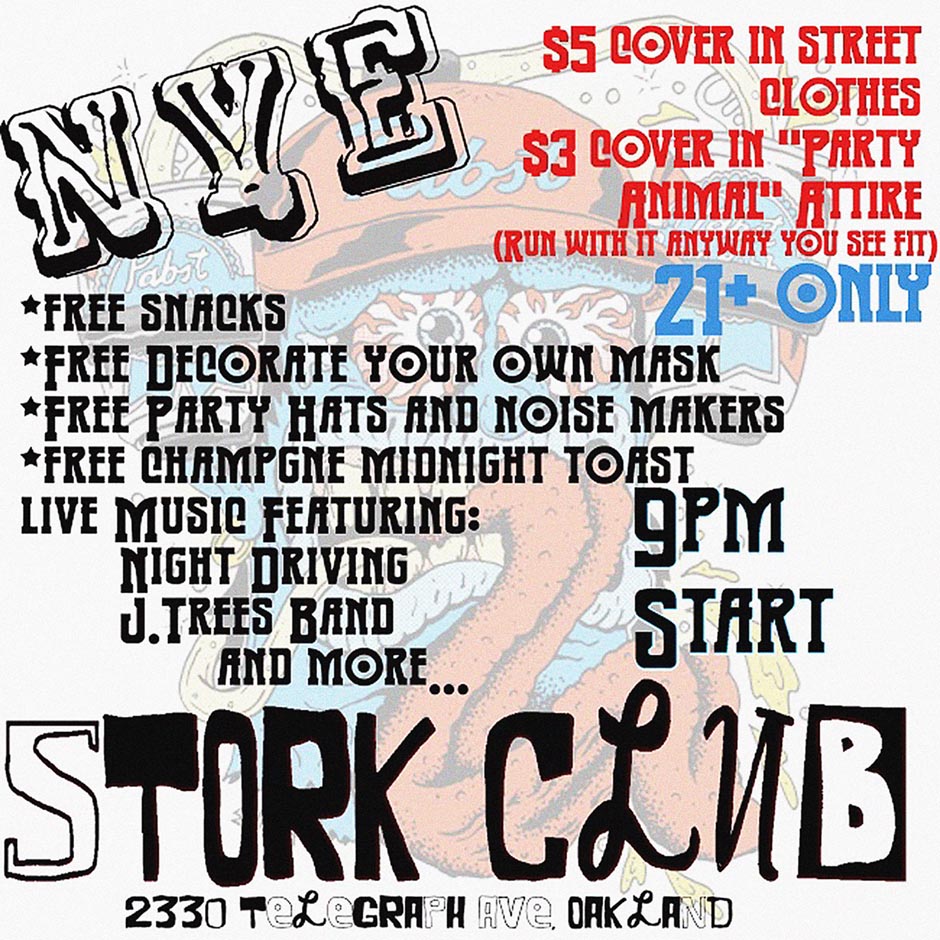 NYE
$5 COVER IN STREET
CLOTHES
$3 COVER IN "PARTY
ANIMAL" ATTIRE
(RUN WITH IT ANYWAY YOU SEE FIT)
21+ ONLY
Pabst
Pabst
*FREE SNACKS
*FREE DECORATE YOUR OWN MASK
*FREE PARTY HATS AND NOISE MAKERS
*FREE CHAMPGNE MIDNIGHT TOAST
LIVE MUSIC FEATURING:
NIGHT DRIVING
J.TREES BAND
AND MORE...
9PM
START
STORK CLUB
2330 TELEGRAPH AVE, OAKLAND